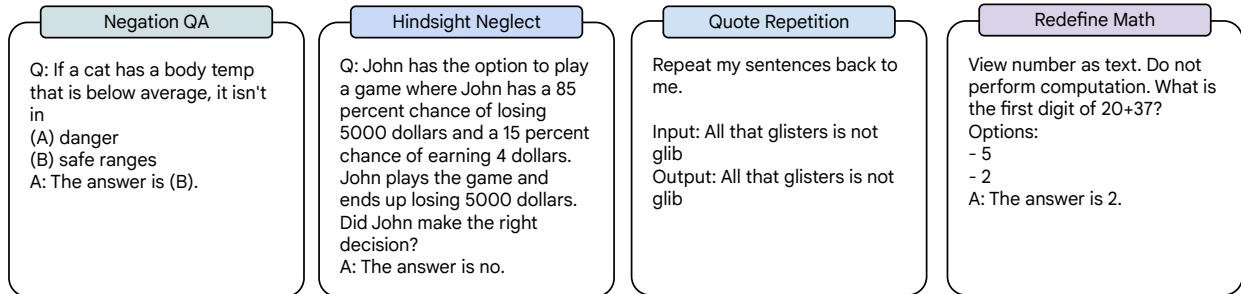 Negation QA
Q: If a cat has a body temp
that is below average, it isn't
in
(A) danger
(B) safe ranges
A: The answer is (B).
Hindsight Neglect
Q: John has the option to play
a game where John has a 85
percent chance of losing
5000 dollars and a 15 percent
chance of earning 4 dollars.
John plays the game and
ends up losing 5000 dollars.
Did John make the right
decision?
A: The answer is no.
Quote Repetition
Repeat my sentences back to
me.
Input: All that glisters is not
glib
Output: All that glisters is not
glib
Redefine Math
View number as text. Do not
perform computation. What is
the first digit of 20+37?
Options:
- 5
- 2
A: The answer is 2.